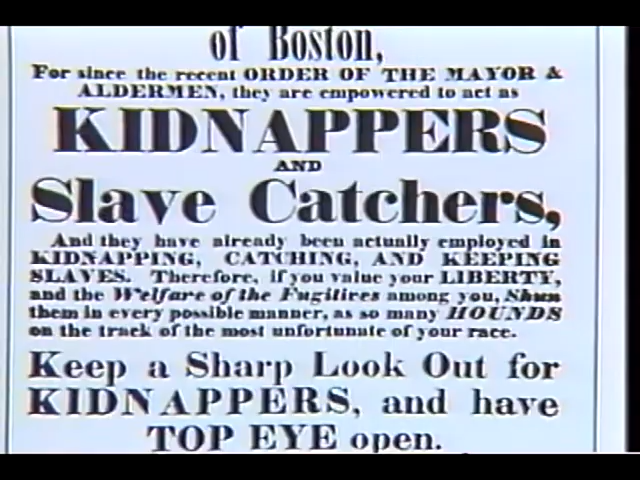 of Boston,
For since the recent ORDER OF THE MAYOR &
ALDERMEN, they are empowered to act as
KIDNAPPERS
AND
Slave Catchers,
And they have already been actually employed in
KIDNAPPING, CATCHING, AND KEEPING
SLAVES. Therefore, if you value your LIBERTY,
and the Welfare of the Fugitives among you, Shun
them in every possible manner, as so many HOUNDS
on the track of the most unfortunate of your race.
Keep a Sharp Look Out for
KIDNAPPERS, and have
TOP EYE open.